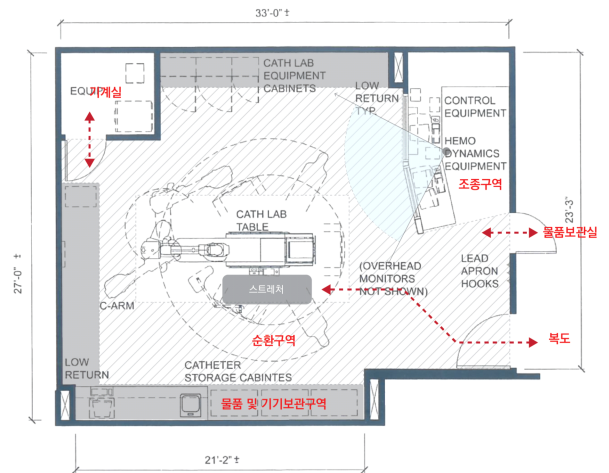 33'-0" ±
CATH LAB
EQUIPMENT
CABINETS
EQUI
기계실
LOW
RETURN
TYP.
CONTROL
EQUIPMENT
HEMO
DYNAMICS
EQUIPMENT
조종구역
23'-3"
물품보관실
CATH LAB
TABLE
27'-0" ±
(OVERHEAD
MONITORS
NOT SHOWN)
LEAD
APRON
HOOKS
스트레처
C-ARM
순환구역
복도
LOW
RETURN
CATHETER
STORAGE CABINTES
물품 및 기기보관구역
21'-2" ±